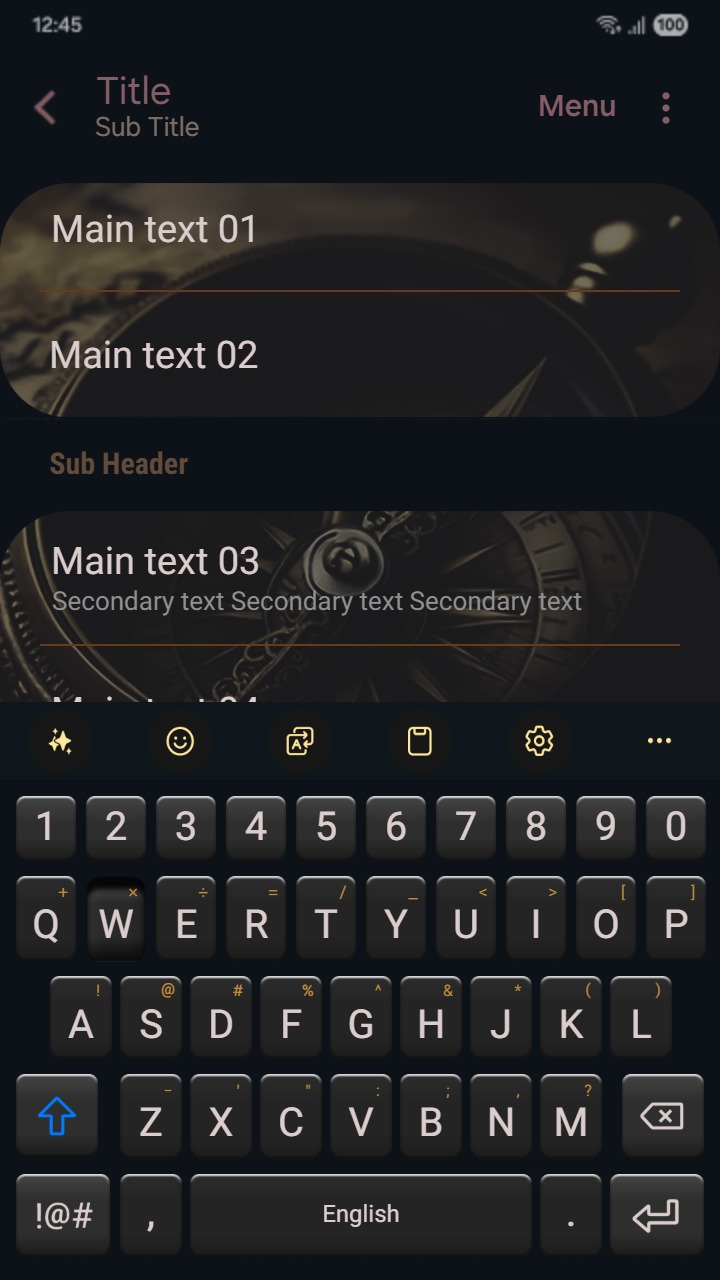 12:45 100
Title
Sub Title
Menu
Main text 01
Main text 02
Sub Header
Main text 03
Secondary text Secondary text Secondary text
1 2 3 4 5 6 7 8 9 0
+ × ÷ = / _ < > [ ]
Q W E R T Y U I O P
! @ # % ^ & * ( )
A S D F G H J K L
- ' " : ; , ?
Z X C V B N M
!@# , English .